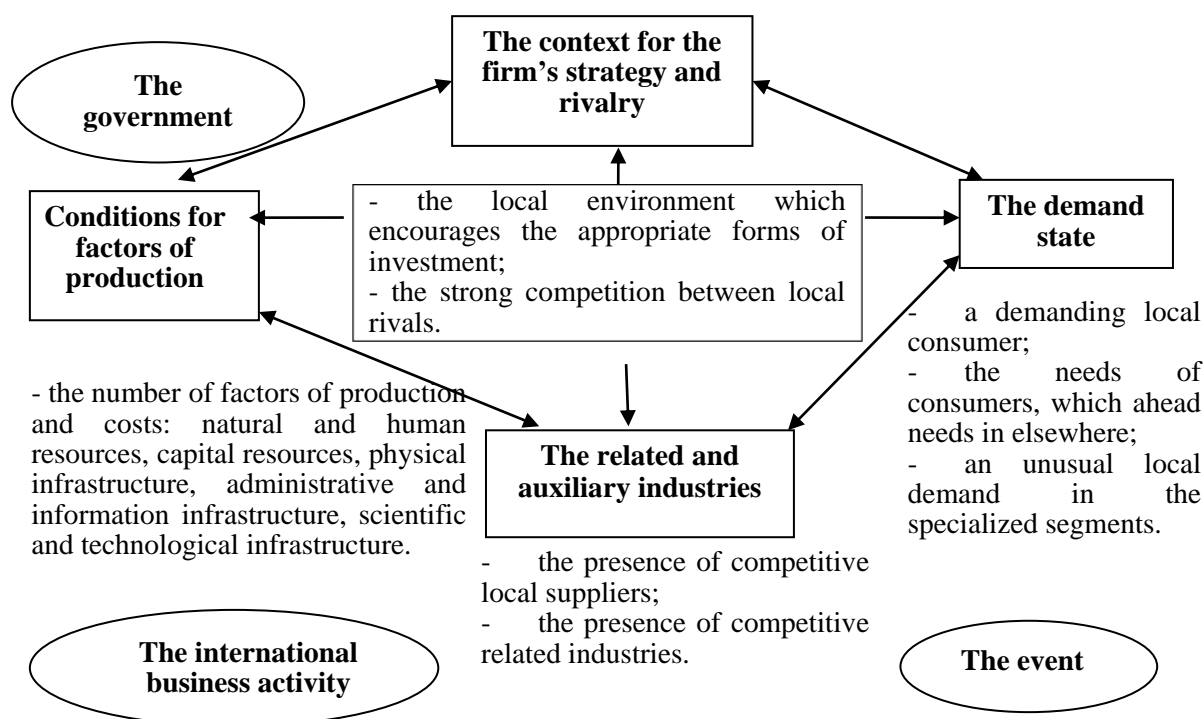 The context for the
firm's strategy and
rivalry
The
government
Conditions for
factors of
production
- the local environment which
encourages the appropriate forms of
investment;
- the strong competition between local
rivals.
The demand
state
- a demanding local
consumer;
- the needs of
consumers, which ahead
needs in elsewhere;
- an unusual local
demand in the
specialized segments.
- the number of factors of production
and costs: natural and human
resources, capital resources, physical
infrastructure, administrative and
information infrastructure, scientific
and technological infrastructure.
The related and
auxiliary industries
- the presence of competitive
local suppliers;
- the presence of competitive
related industries.
The international
business activity
The event